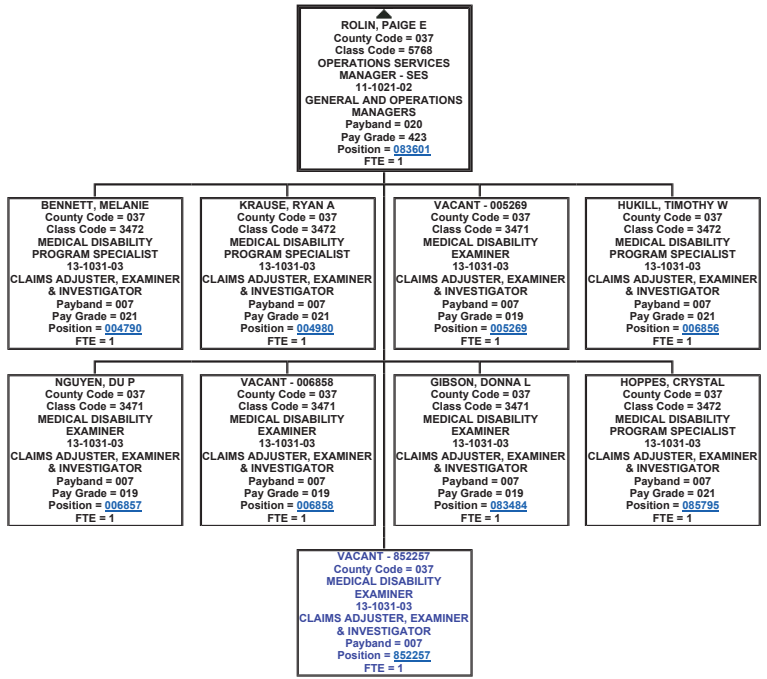 ROLIN, PAIGE E
County Code = 037
Class Code = 5768
OPERATIONS SERVICES
MANAGER - SES
11-1021-02
GENERAL AND OPERATIONS
MANAGERS
Payband = 020
Pay Grade = 423
Position = 083601
FTE = 1
BENNETT, MELANIE
County Code = 037
Class Code = 3472
MEDICAL DISABILITY
PROGRAM SPECIALIST
13-1031-03
CLAIMS ADJUSTER, EXAMINER
& INVESTIGATOR
Payband = 007
Pay Grade = 021
Position = 004790
FTE = 1
KRAUSE, RYAN A
County Code = 037
Class Code = 3472
MEDICAL DISABILITY
PROGRAM SPECIALIST
13-1031-03
CLAIMS ADJUSTER, EXAMINER
& INVESTIGATOR
Payband = 007
Pay Grade = 021
Position = 004980
FTE = 1
VACANT - 005269
County Code = 037
Class Code = 3471
MEDICAL DISABILITY
EXAMINER
13-1031-03
CLAIMS ADJUSTER, EXAMINER
& INVESTIGATOR
Payband = 007
Pay Grade = 019
Position = 005269
FTE = 1
HUKILL, TIMOTHY W
County Code = 037
Class Code = 3472
MEDICAL DISABILITY
PROGRAM SPECIALIST
13-1031-03
CLAIMS ADJUSTER, EXAMINER
& INVESTIGATOR
Payband = 007
Pay Grade = 021
Position = 006856
FTE = 1
NGUYEN, DU P
County Code = 037
Class Code = 3471
MEDICAL DISABILITY
EXAMINER
13-1031-03
CLAIMS ADJUSTER, EXAMINER
& INVESTIGATOR
Payband = 007
Pay Grade = 019
Position = 006857
FTE = 1
VACANT - 006858
County Code = 037
Class Code = 3471
MEDICAL DISABILITY
EXAMINER
13-1031-03
CLAIMS ADJUSTER, EXAMINER
& INVESTIGATOR
Payband = 007
Pay Grade = 019
Position = 006858
FTE = 1
GIBSON, DONNA L
County Code = 037
Class Code = 3471
MEDICAL DISABILITY
EXAMINER
13-1031-03
CLAIMS ADJUSTER, EXAMINER
& INVESTIGATOR
Payband = 007
Pay Grade = 019
Position = 083484
FTE = 1
HOPPES, CRYSTAL
County Code = 037
Class Code = 3472
MEDICAL DISABILITY
PROGRAM SPECIALIST
13-1031-03
CLAIMS ADJUSTER, EXAMINER
& INVESTIGATOR
Payband = 007
Pay Grade = 021
Position = 085795
FTE = 1
VACANT - 852257
County Code = 037
MEDICAL DISABILITY
EXAMINER
13-1031-03
CLAIMS ADJUSTER, EXAMINER
& INVESTIGATOR
Payband = 007
Position = 852257
FTE = 1